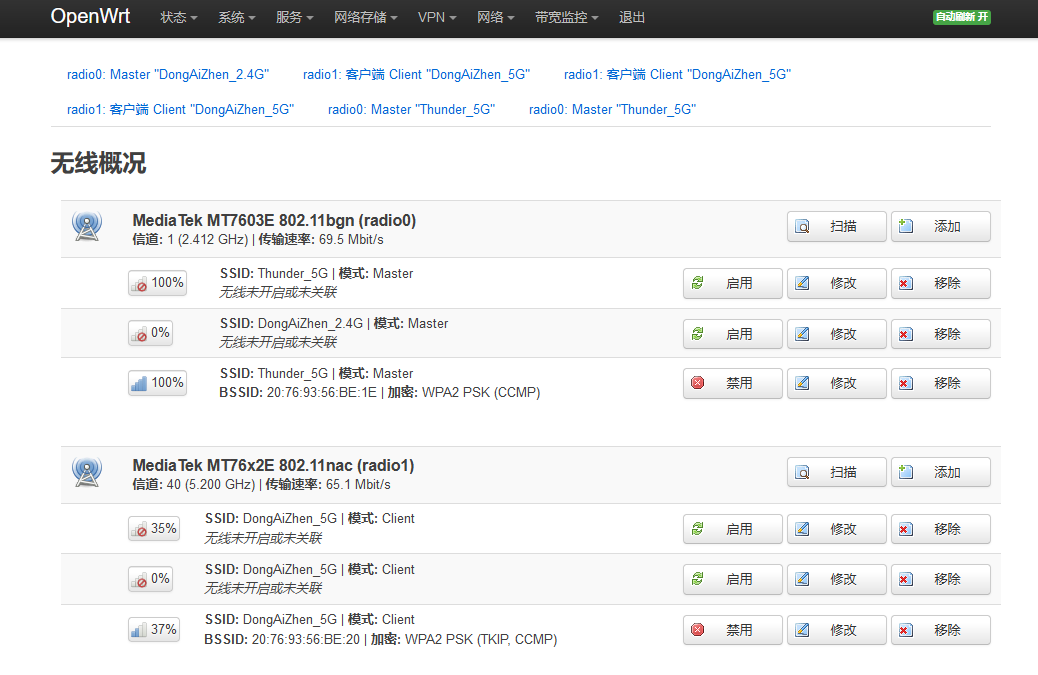 OpenWrt 状态 系统 服务 网络存储 VPN 网络 带宽监控 退出 自动刷新 开
radio0: Master "DongAiZhen_2.4G" radio1: 客户端 Client "DongAiZhen_5G" radio1: 客户端 Client "DongAiZhen_5G"
radio1: 客户端 Client "DongAiZhen_5G" radio0: Master "Thunder_5G" radio0: Master "Thunder_5G"
无线概况
MediaTek MT7603E 802.11bgn (radio0)
信道: 1 (2.412 GHz) | 传输速率: 69.5 Mbit/s
扫描 添加
100% SSID: Thunder_5G | 模式: Master
无线未开启或未关联
启用 修改 移除
0% SSID: DongAiZhen_2.4G | 模式: Master
无线未开启或未关联
启用 修改 移除
100% SSID: Thunder_5G | 模式: Master
BSSID: 20:76:93:56:BE:1E | 加密: WPA2 PSK (CCMP)
禁用 修改 移除
MediaTek MT76x2E 802.11nac (radio1)
信道: 40 (5.200 GHz) | 传输速率: 65.1 Mbit/s
扫描 添加
35% SSID: DongAiZhen_5G | 模式: Client
无线未开启或未关联
启用 修改 移除
0% SSID: DongAiZhen_5G | 模式: Client
无线未开启或未关联
启用 修改 移除
37% SSID: DongAiZhen_5G | 模式: Client
BSSID: 20:76:93:56:BE:20 | 加密: WPA2 PSK (TKIP, CCMP)
禁用 修改 移除